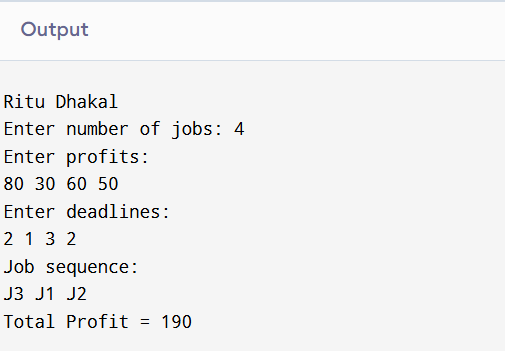 Output
Ritu Dhakal
Enter number of jobs: 4
Enter profits:
80 30 60 50
Enter deadlines:
2 1 3 2
Job sequence:
J3 J1 J2
Total Profit = 190